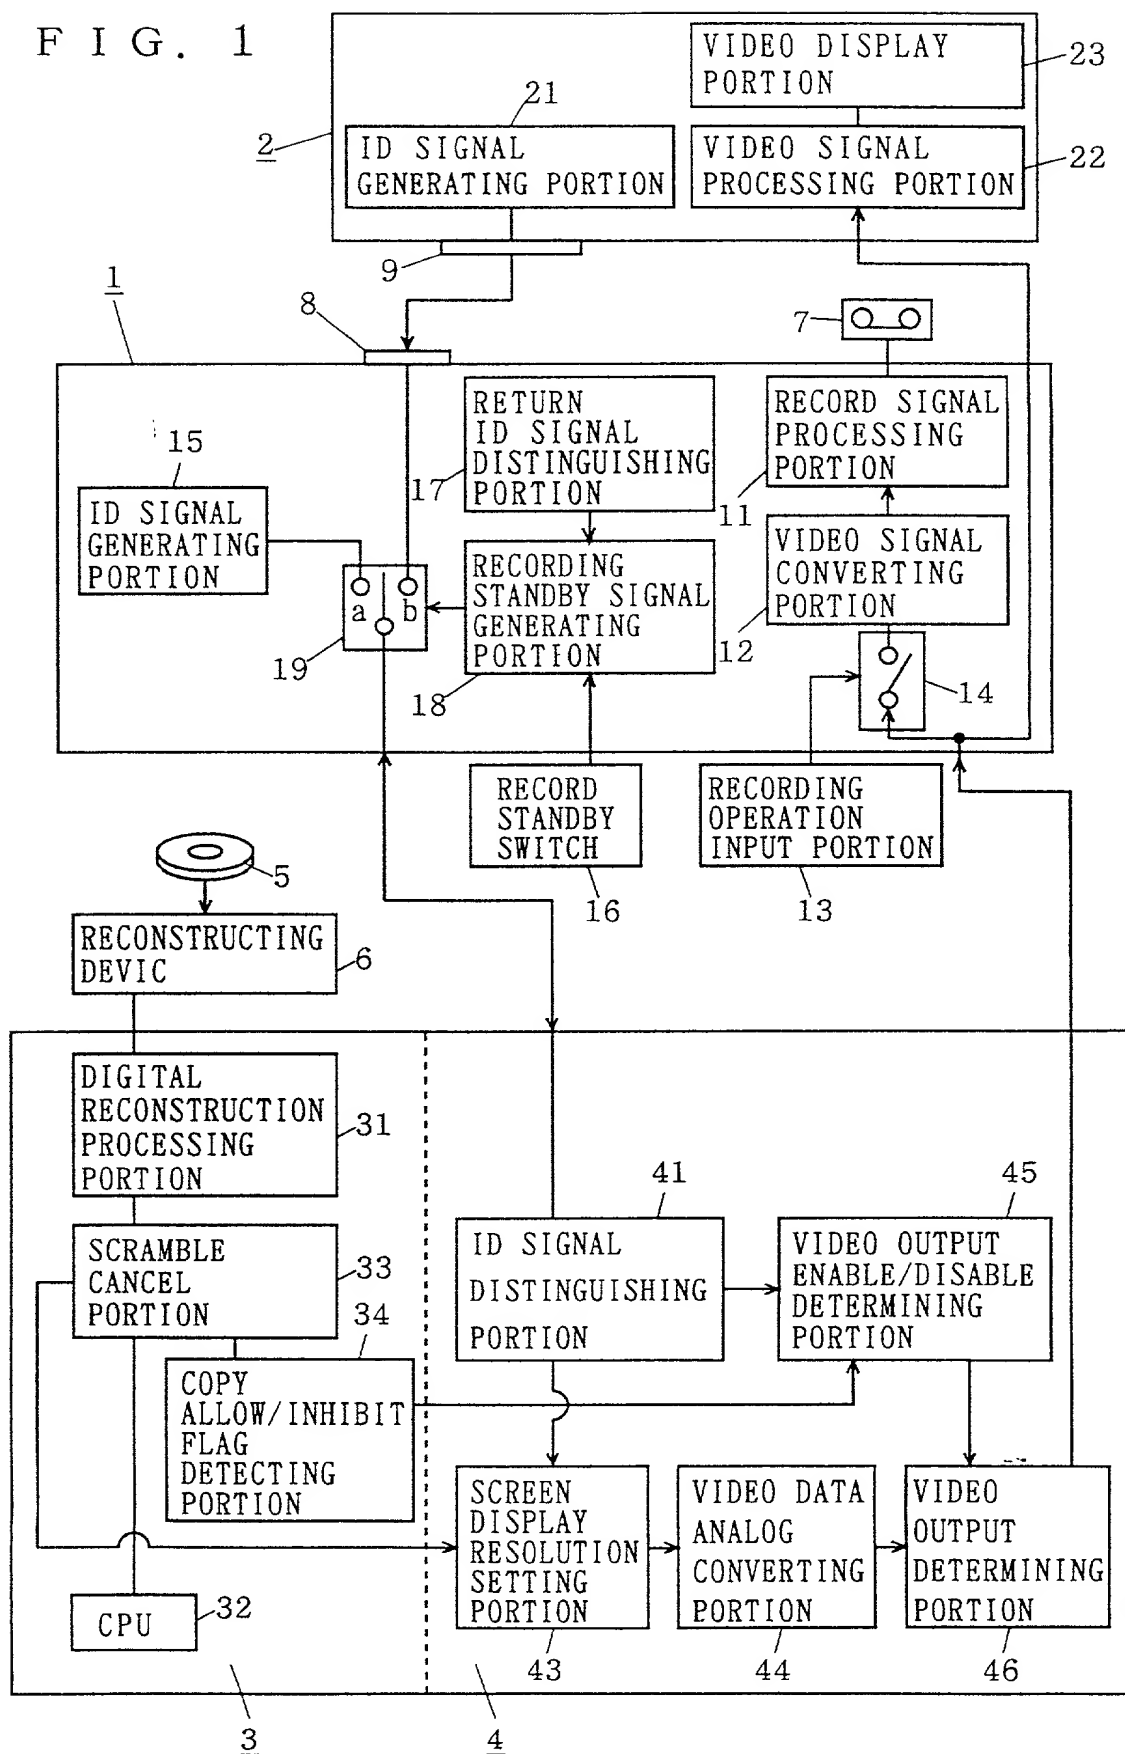 FIG. 1
VIDEO DISPLAY
PORTION
23
21
2
ID SIGNAL
GENERATING PORTION
VIDEO SIGNAL
PROCESSING PORTION
22
9
1
8
7
15
RETURN
ID SIGNAL
DISTINGUISHING
PORTION
17
RECORD SIGNAL
PROCESSING
PORTION
11
ID SIGNAL
GENERATING
PORTION
a
b
19
RECORDING
STANDBY SIGNAL
GENERATING
PORTION
18
VIDEO SIGNAL
CONVERTING
PORTION
12
14
RECORD
STANDBY
SWITCH
16
RECORDING
OPERATION
INPUT PORTION
13
5
RECONSTRUCTING
DEVIC
6
DIGITAL
RECONSTRUCTION
PROCESSING
PORTION
31
41
45
SCRAMBLE
CANCEL
PORTION
33
34
ID SIGNAL
DISTINGUISHING
PORTION
VIDEO OUTPUT
ENABLE/DISABLE
DETERMINING
PORTION
COPY
ALLOW/INHIBIT
FLAG
DETECTING
PORTION
SCREEN
DISPLAY
RESOLUTION
SETTING
PORTION
43
VIDEO DATA
ANALOG
CONVERTING
PORTION
44
VIDEO
OUTPUT
DETERMINING
PORTION
46
CPU
32
3
4